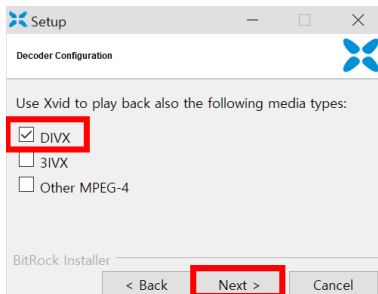 Setup
Decoder Configuration
Use Xvid to play back also the following media types:
DIVX
3IVX
Other MPEG-4
BitRock Installer
< Back Next > Cancel